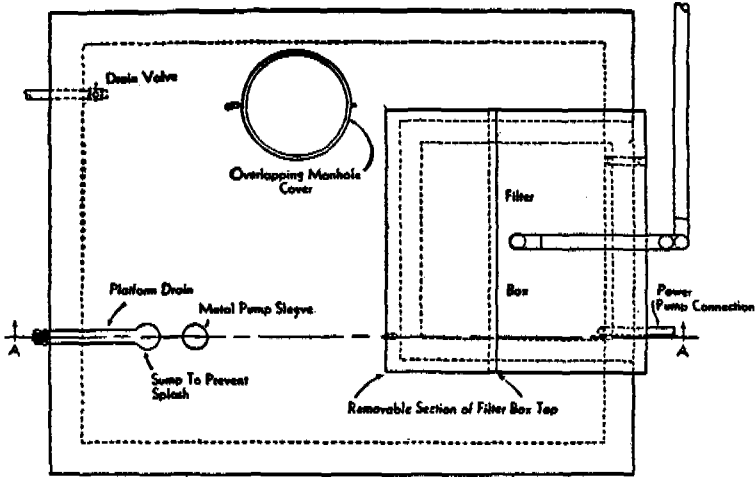 Drain Valve
Overlapping Manhole
Cover
Filter
Box
Platform Drain
Metal Pump Sleeve
Power
Pump Connection
A
A
Sump To Prevent
Splash
Removable Section of Filter Box Top